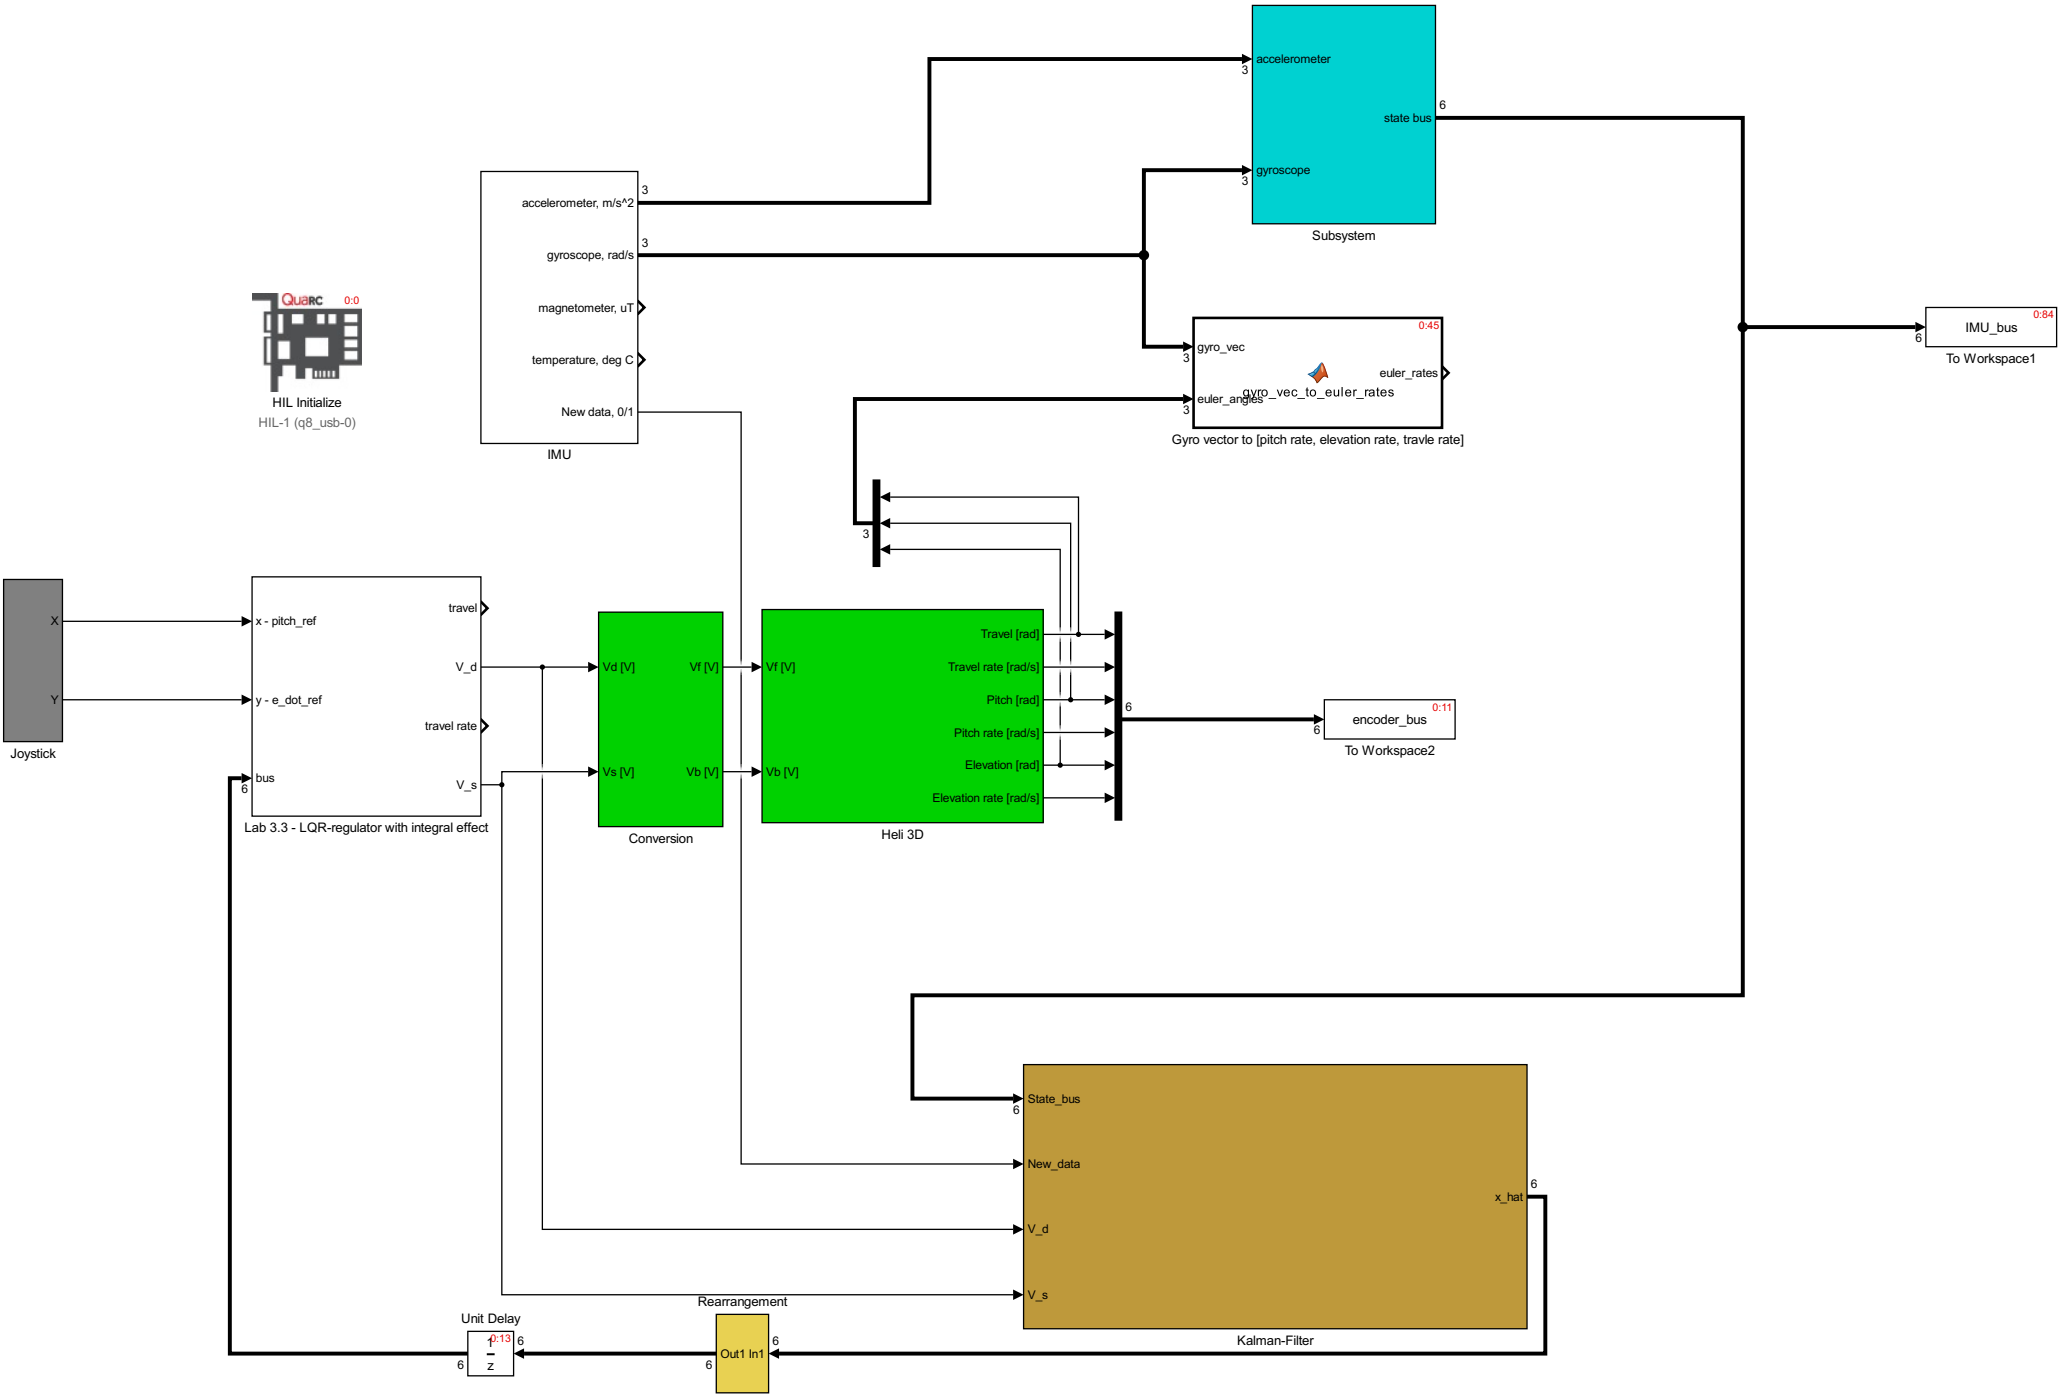 accelerometer
3
6
state bus
gyroscope
3
Subsystem
3
accelerometer, m/s^2
3
gyroscope, rad/s
magnetometer, uT
temperature, deg C
New data, 0/1
IMU
QuaRC
0:0
HIL Initialize
HIL-1 (q8_usb-0)
0:45
gyro_vec
3
euler_rates
gyro_vec_to_euler_rates
euler_angles
3
Gyro vector to [pitch rate, elevation rate, travle rate]
0:84
IMU_bus
6
To Workspace1
3
X
Y
Joystick
x - pitch_ref
y - e_dot_ref
bus
6
travel
V_d
travel rate
V_s
Lab 3.3 - LQR-regulator with integral effect
Vd [V]
Vf [V]
Vs [V]
Vb [V]
Conversion
Vf [V]
Vb [V]
Travel [rad]
Travel rate [rad/s]
Pitch [rad]
Pitch rate [rad/s]
Elevation [rad]
Elevation rate [rad/s]
Heli 3D
6
0:11
encoder_bus
6
To Workspace2
State_bus
6
New_data
V_d
V_s
x_hat
6
Kalman-Filter
Rearrangement
Out1 In1
6
6
Unit Delay
0:13
1
z
6
6